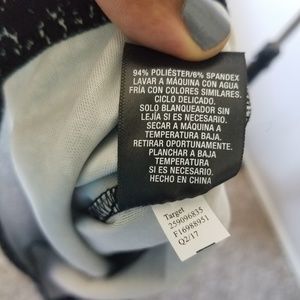 94% POLIÉSTER/6% SPANDEX
LAVAR A MÁQUINA CON AGUA
FRÍA CON COLORES SIMILARES.
CICLO DELICADO.
SOLO BLANQUEADOR SIN
LEJÍA SI ES NECESARIO.
SECAR A MÁQUINA A
TEMPERATURA BAJA.
RETIRAR OPORTUNAMENTE.
PLANCHAR A BAJA
TEMPERATURA
SI ES NECESARIO.
HECHO EN CHINA
Target
259096835
F16988951
Q2/17